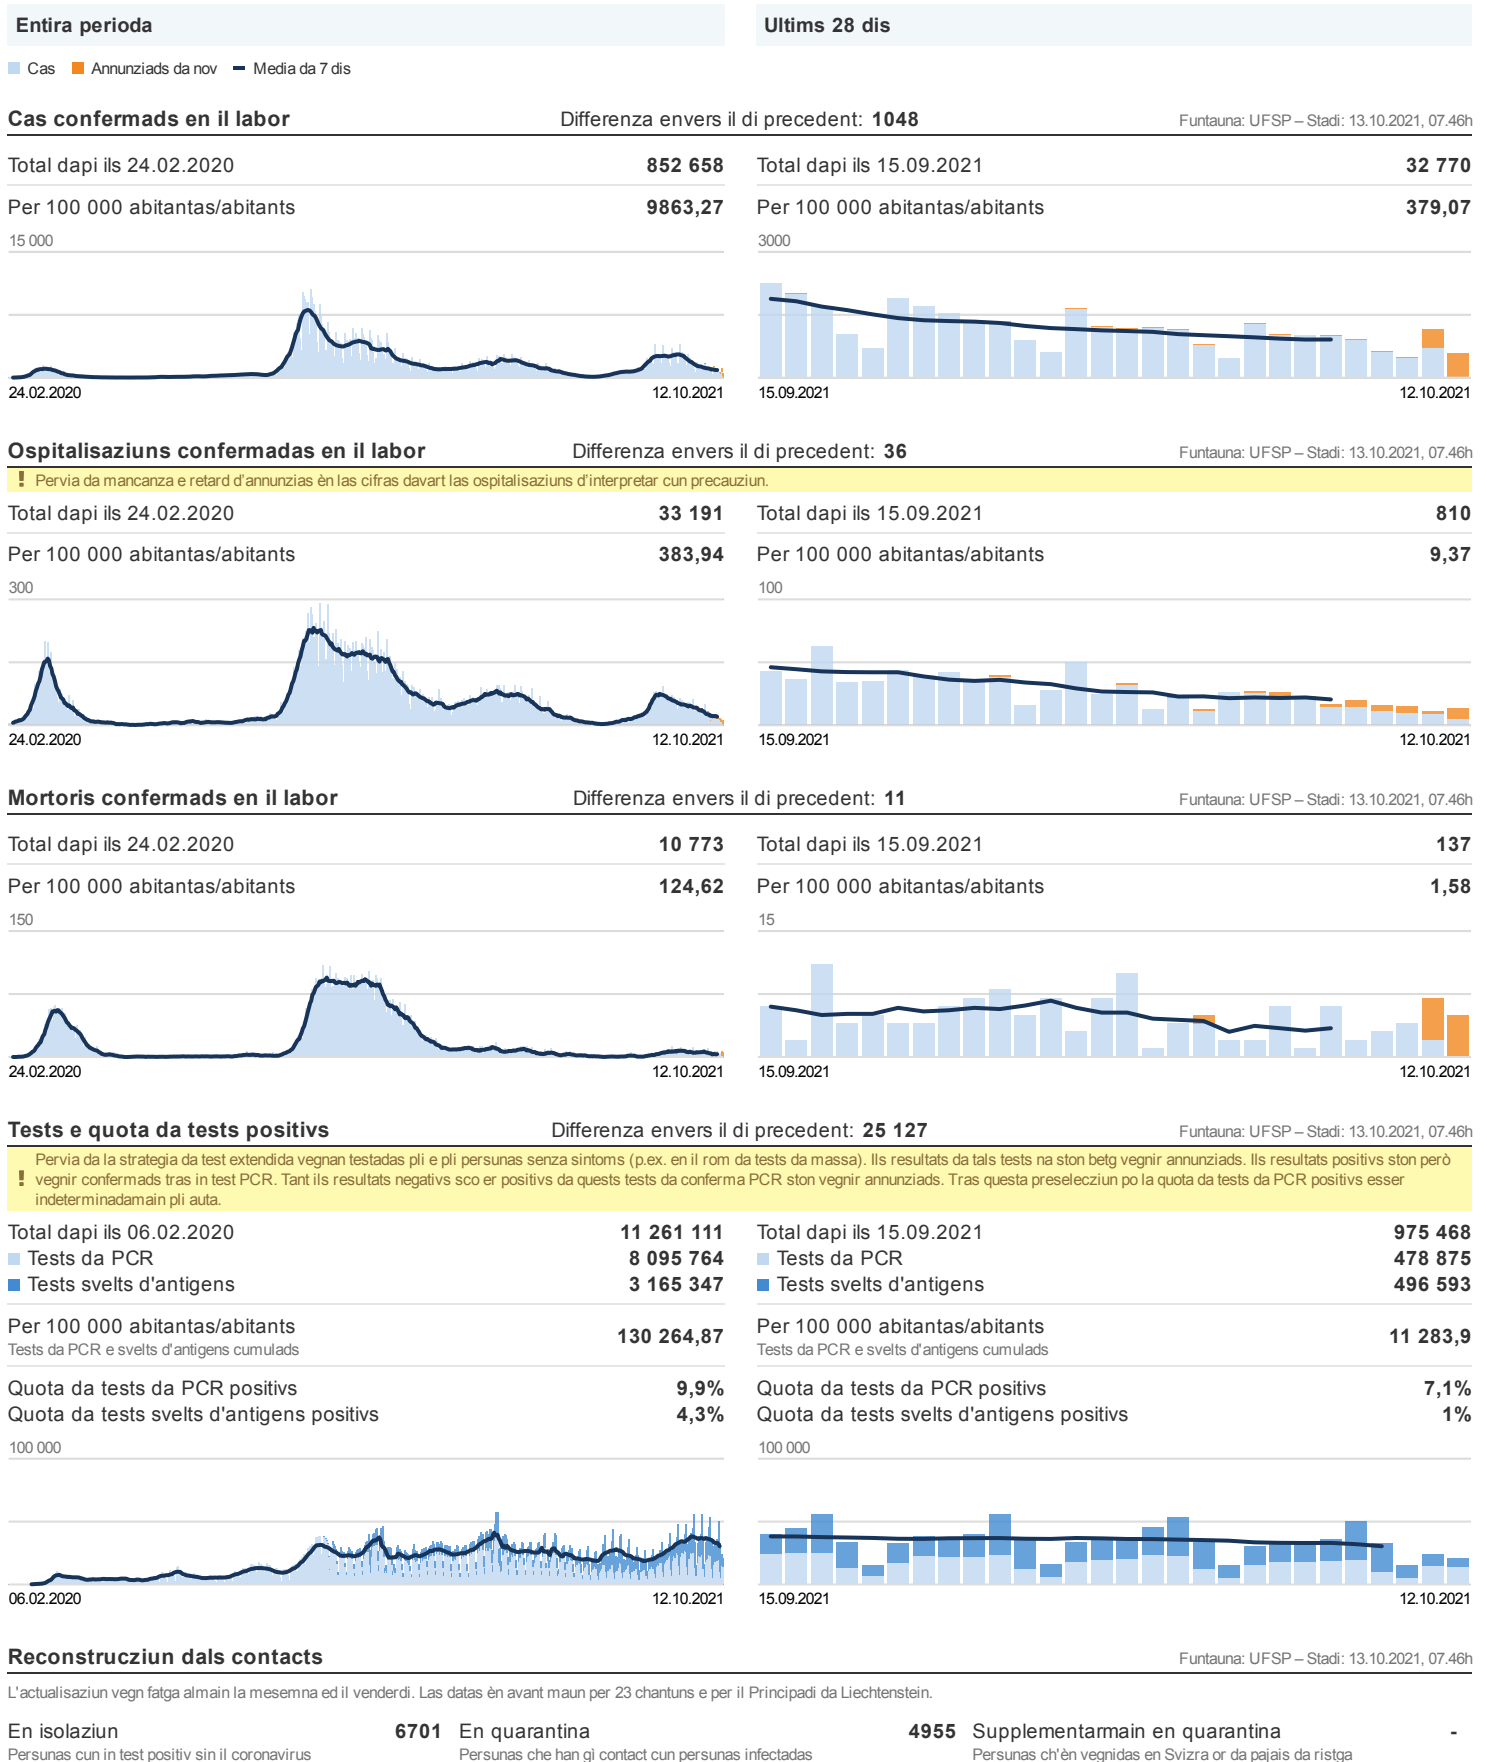 Entira perioda
Ultims 28 dis
Cas Annunziads da nov Media da 7 dis
Cas confermads en il labor Differenza envers il di precedent: 1048 Funtauna: UFSP – Stadi: 13.10.2021, 07.46h
Total dapi ils 24.02.2020 852 658 Total dapi ils 15.09.2021 32 770
Per 100 000 abitantas/abitants 9863,27 Per 100 000 abitantas/abitants 379,07
15 000 3000
24.02.2020 12.10.2021 15.09.2021 12.10.2021
Ospitalisaziuns confermadas en il labor Differenza envers il di precedent: 36 Funtauna: UFSP – Stadi: 13.10.2021, 07.46h
! Pervia da mancanza e retard d'annunzias èn las cifras davart las ospitalisaziuns d'interpretar cun precauziun.
Total dapi ils 24.02.2020 33 191 Total dapi ils 15.09.2021 810
Per 100 000 abitantas/abitants 383,94 Per 100 000 abitantas/abitants 9,37
300 100
24.02.2020 12.10.2021 15.09.2021 12.10.2021
Mortoris confermads en il labor Differenza envers il di precedent: 11 Funtauna: UFSP – Stadi: 13.10.2021, 07.46h
Total dapi ils 24.02.2020 10 773 Total dapi ils 15.09.2021 137
Per 100 000 abitantas/abitants 124,62 Per 100 000 abitantas/abitants 1,58
150 15
24.02.2020 12.10.2021 15.09.2021 12.10.2021
Tests e quota da tests positivs Differenza envers il di precedent: 25 127 Funtauna: UFSP – Stadi: 13.10.2021, 07.46h
Pervia da la strategia da test extendida vegnan testadas pli e pli persunas senza sintoms (p.ex. en il rom da tests da massa). Ils resultats da tals tests na ston betg vegnir annunziads. Ils resultats positivs ston però
! vegnir confermads tras in test PCR. Tant ils resultats negativs sco er positivs da quests tests da conferma PCR ston vegnir annunziads. Tras questa preselecziun po la quota da tests da PCR positivs esser
indeterminadamain pli auta.
Total dapi ils 06.02.2020 11 261 111 Total dapi ils 15.09.2021 975 468
Tests da PCR 8 095 764 Tests da PCR 478 875
Tests svelts d'antigens 3 165 347 Tests svelts d'antigens 496 593
Per 100 000 abitantas/abitants 130 264,87 Per 100 000 abitantas/abitants 11 283,9
Tests da PCR e svelts d'antigens cumulads Tests da PCR e svelts d'antigens cumulads
Quota da tests da PCR positivs 9,9% Quota da tests da PCR positivs 7,1%
Quota da tests svelts d'antigens positivs 4,3% Quota da tests svelts d'antigens positivs 1%
100 000 100 000
06.02.2020 12.10.2021 15.09.2021 12.10.2021
Reconstrucziun dals contacts Funtauna: UFSP – Stadi: 13.10.2021, 07.46h
L'actualisaziun vegn fatga almain la mesemna ed il venderdi. Las datas èn avant maun per 23 chantuns e per il Principadi da Liechtenstein.
En isolaziun 6701 En quarantina 4955 Supplementarmain en quarantina -
Persunas cun in test positiv sin il coronavirus Persunas che han gì contact cun persunas infectadas Persunas ch'èn vegnidas en Svizra or da pajais da ristga